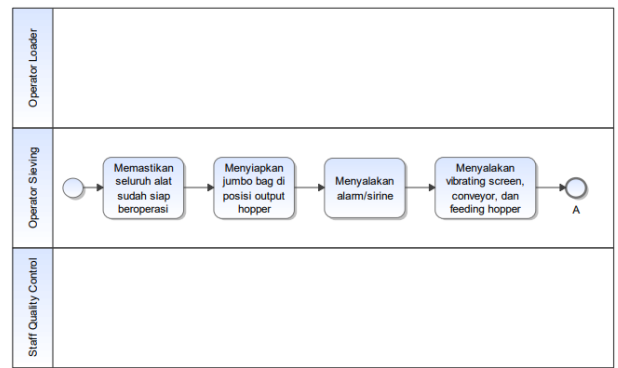 Operator Loader
Operator Sieving
Memastikan
seluruh alat
sudah siap
beroperasi
Menyiapkan
jumbo bag di
posisi output
hopper
Menyalakan
alarm/sirine
Menyalakan
vibrating screen,
conveyor, dan
feeding hopper
A
Staff Quality Control